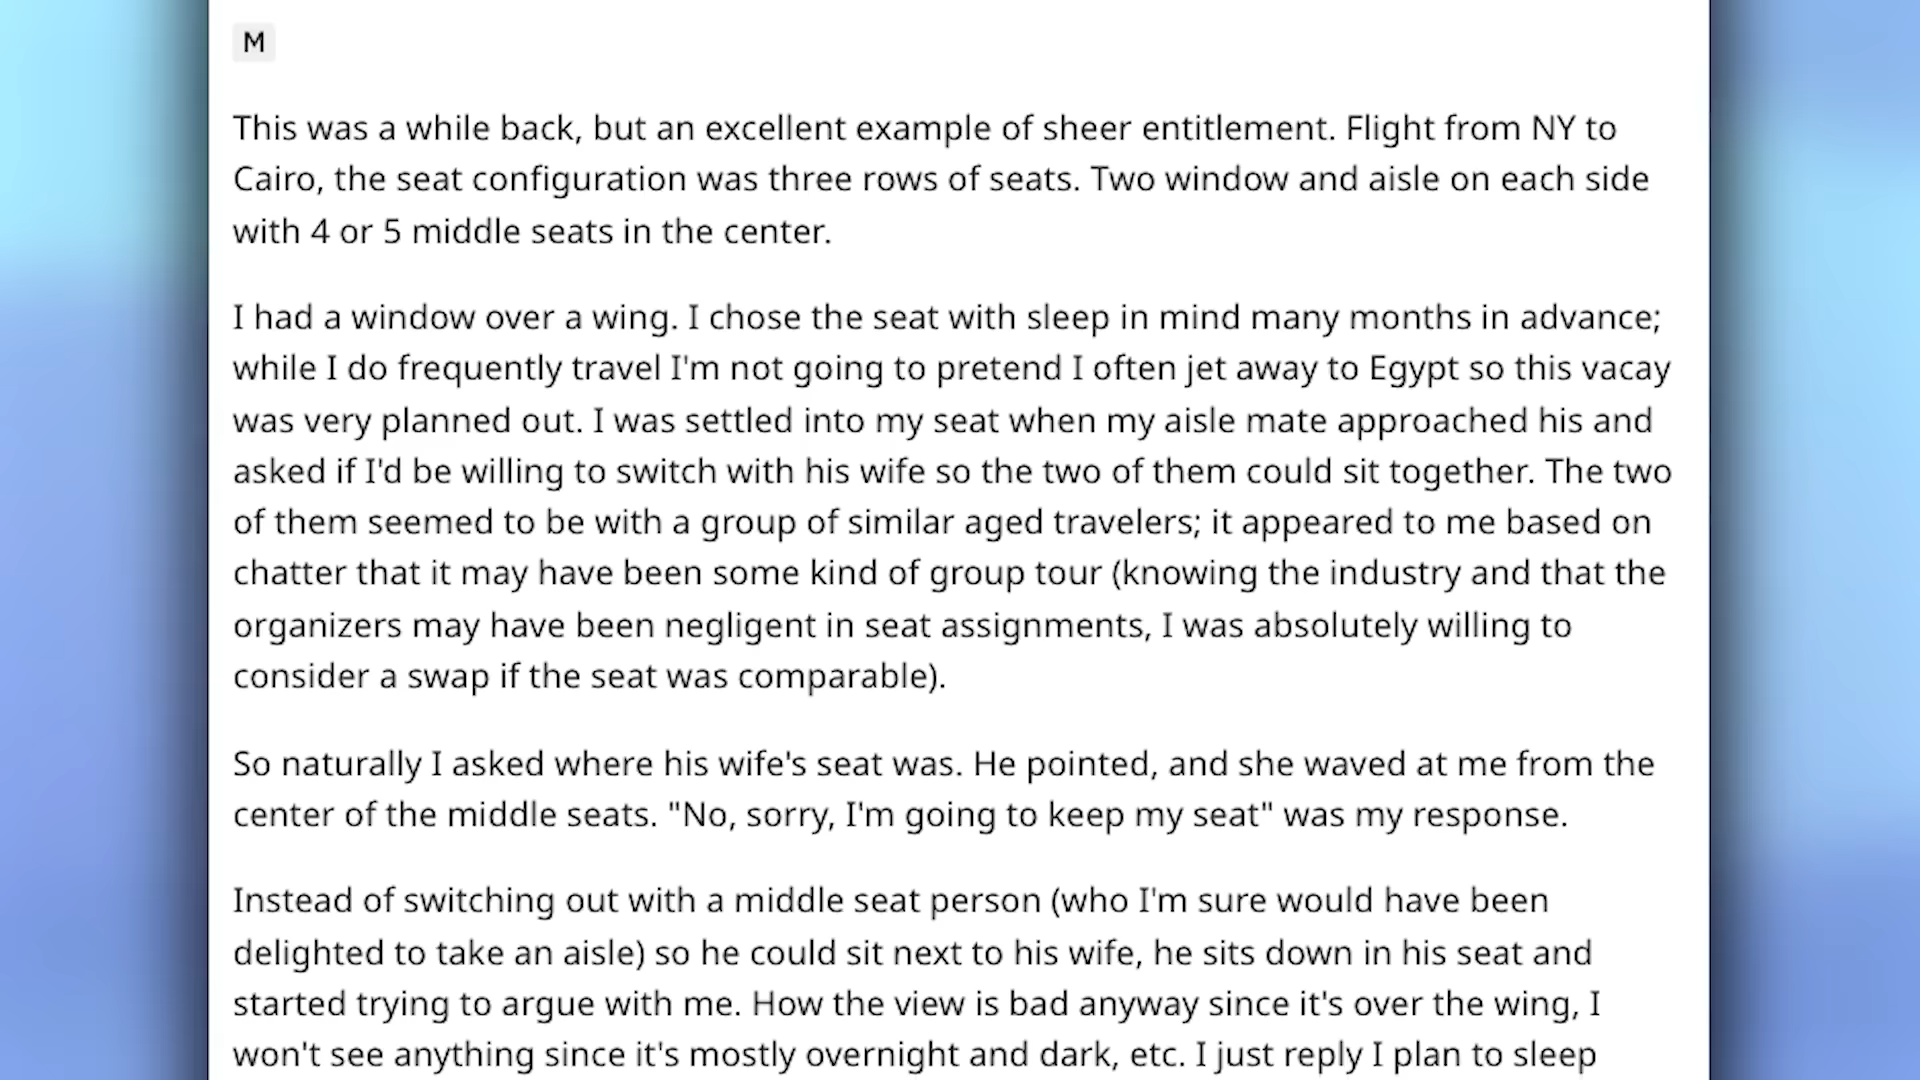 M
This was a while back, but an excellent example of sheer entitlement. Flight from NY to
Cairo, the seat configuration was three rows of seats. Two window and aisle on each side
with 4 or 5 middle seats in the center.
I had a window over a wing. I chose the seat with sleep in mind many months in advance;
while I do frequently travel I'm not going to pretend I often jet away to Egypt so this vacay
was very planned out. I was settled into my seat when my aisle mate approached his and
asked if I'd be willing to switch with his wife so the two of them could sit together. The two
of them seemed to be with a group of similar aged travelers; it appeared to me based on
chatter that it may have been some kind of group tour (knowing the industry and that the
organizers may have been negligent in seat assignments, I was absolutely willing to
consider a swap if the seat was comparable).
So naturally I asked where his wife's seat was. He pointed, and she waved at me from the
center of the middle seats. "No, sorry, I'm going to keep my seat" was my response.
Instead of switching out with a middle seat person (who I'm sure would have been
delighted to take an aisle) so he could sit next to his wife, he sits down in his seat and
started trying to argue with me. How the view is bad anyway since it's over the wing, I
won't see anything since it's mostly overnight and dark, etc. I just reply I plan to sleep